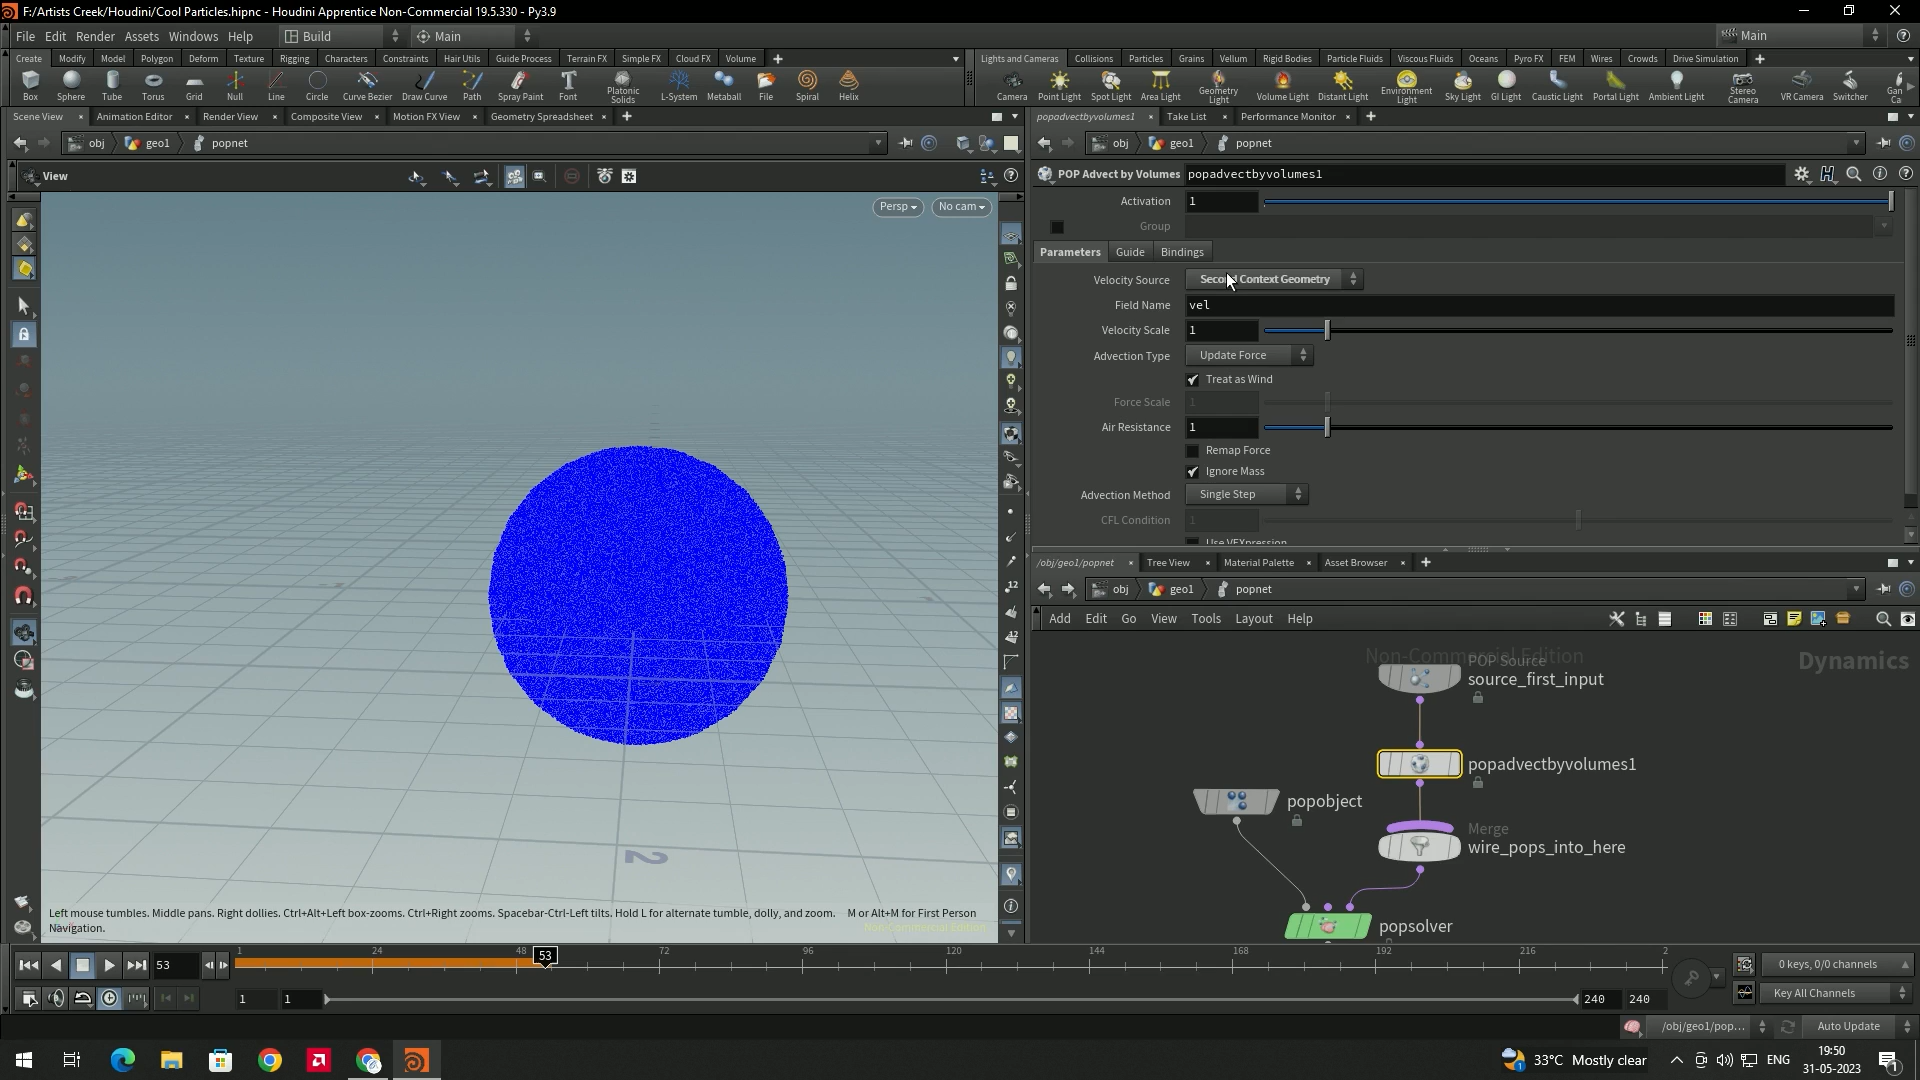 F:/Artists Creek/Houdini/Cool Particles.hipnc - Houdini Apprentice Non-Commercial 19.5.330 - Py3.9
File Edit Render Assets Windows Help Build Main Main
Create Modify Model Polygon Deform Texture Rigging Characters Constraints Hair Utils Guide Process Terrain FX Simple FX Cloud FX Volume
Lights and Cameras Collisions Particles Grains Vellum Rigid Bodies Particle Fluids Viscous Fluids Oceans Pyro FX FEM Wires Crowds Drive Simulation
Box Sphere Tube Torus Grid Null Line Circle Curve Bezier Draw Curve Path Spray Paint Font Platonic Solids L-System Metaball File Spiral Helix
Camera Point Light Spot Light Area Light Geometry Light Volume Light Distant Light Environment Light Sky Light GI Light Caustic Light Portal Light Ambient Light Stereo Camera VR Camera Switcher Gan Ca
Scene View Animation Editor Render View Composite View Motion FX View Geometry Spreadsheet
popadvectbyvolumes1 Take List Performance Monitor
obj geo1 popnet
obj geo1 popnet
View
POP Advect by Volumes popadvectbyvolumes1
Persp No cam
Activation 1
Group
Parameters Guide Bindings
Velocity Source Second Context Geometry
Field Name vel
Velocity Scale 1
Advection Type Update Force
Treat as Wind
Force Scale 1
Air Resistance 1
Remap Force
Ignore Mass
Advection Method Single Step
CFL Condition 1
Use VEXpression
/obj/geo1/popnet Tree View Material Palette Asset Browser
obj geo1 popnet
Add Edit Go View Tools Layout Help
Non-Commercial Edition
Dynamics
POP Source
source_first_input
popadvectbyvolumes1
popobject
Merge
wire_pops_into_here
popsolver
12
12
2
Left mouse tumbles. Middle pans. Right dollies. Ctrl+Alt+Left box-zooms. Ctrl+Right zooms. Spacebar-Ctrl-Left tilts. Hold L for alternate tumble, dolly, and zoom. M or Alt+M for First Person
Navigation.
Non-Commercial Edition
53 1 24 48 53 72 96 120 144 168 192 216 2
0 keys, 0/0 channels
1 1 240 240
Key All Channels
/obj/geo1/pop... Auto Update
33°C Mostly clear ENG 19:50
31-05-2023
1